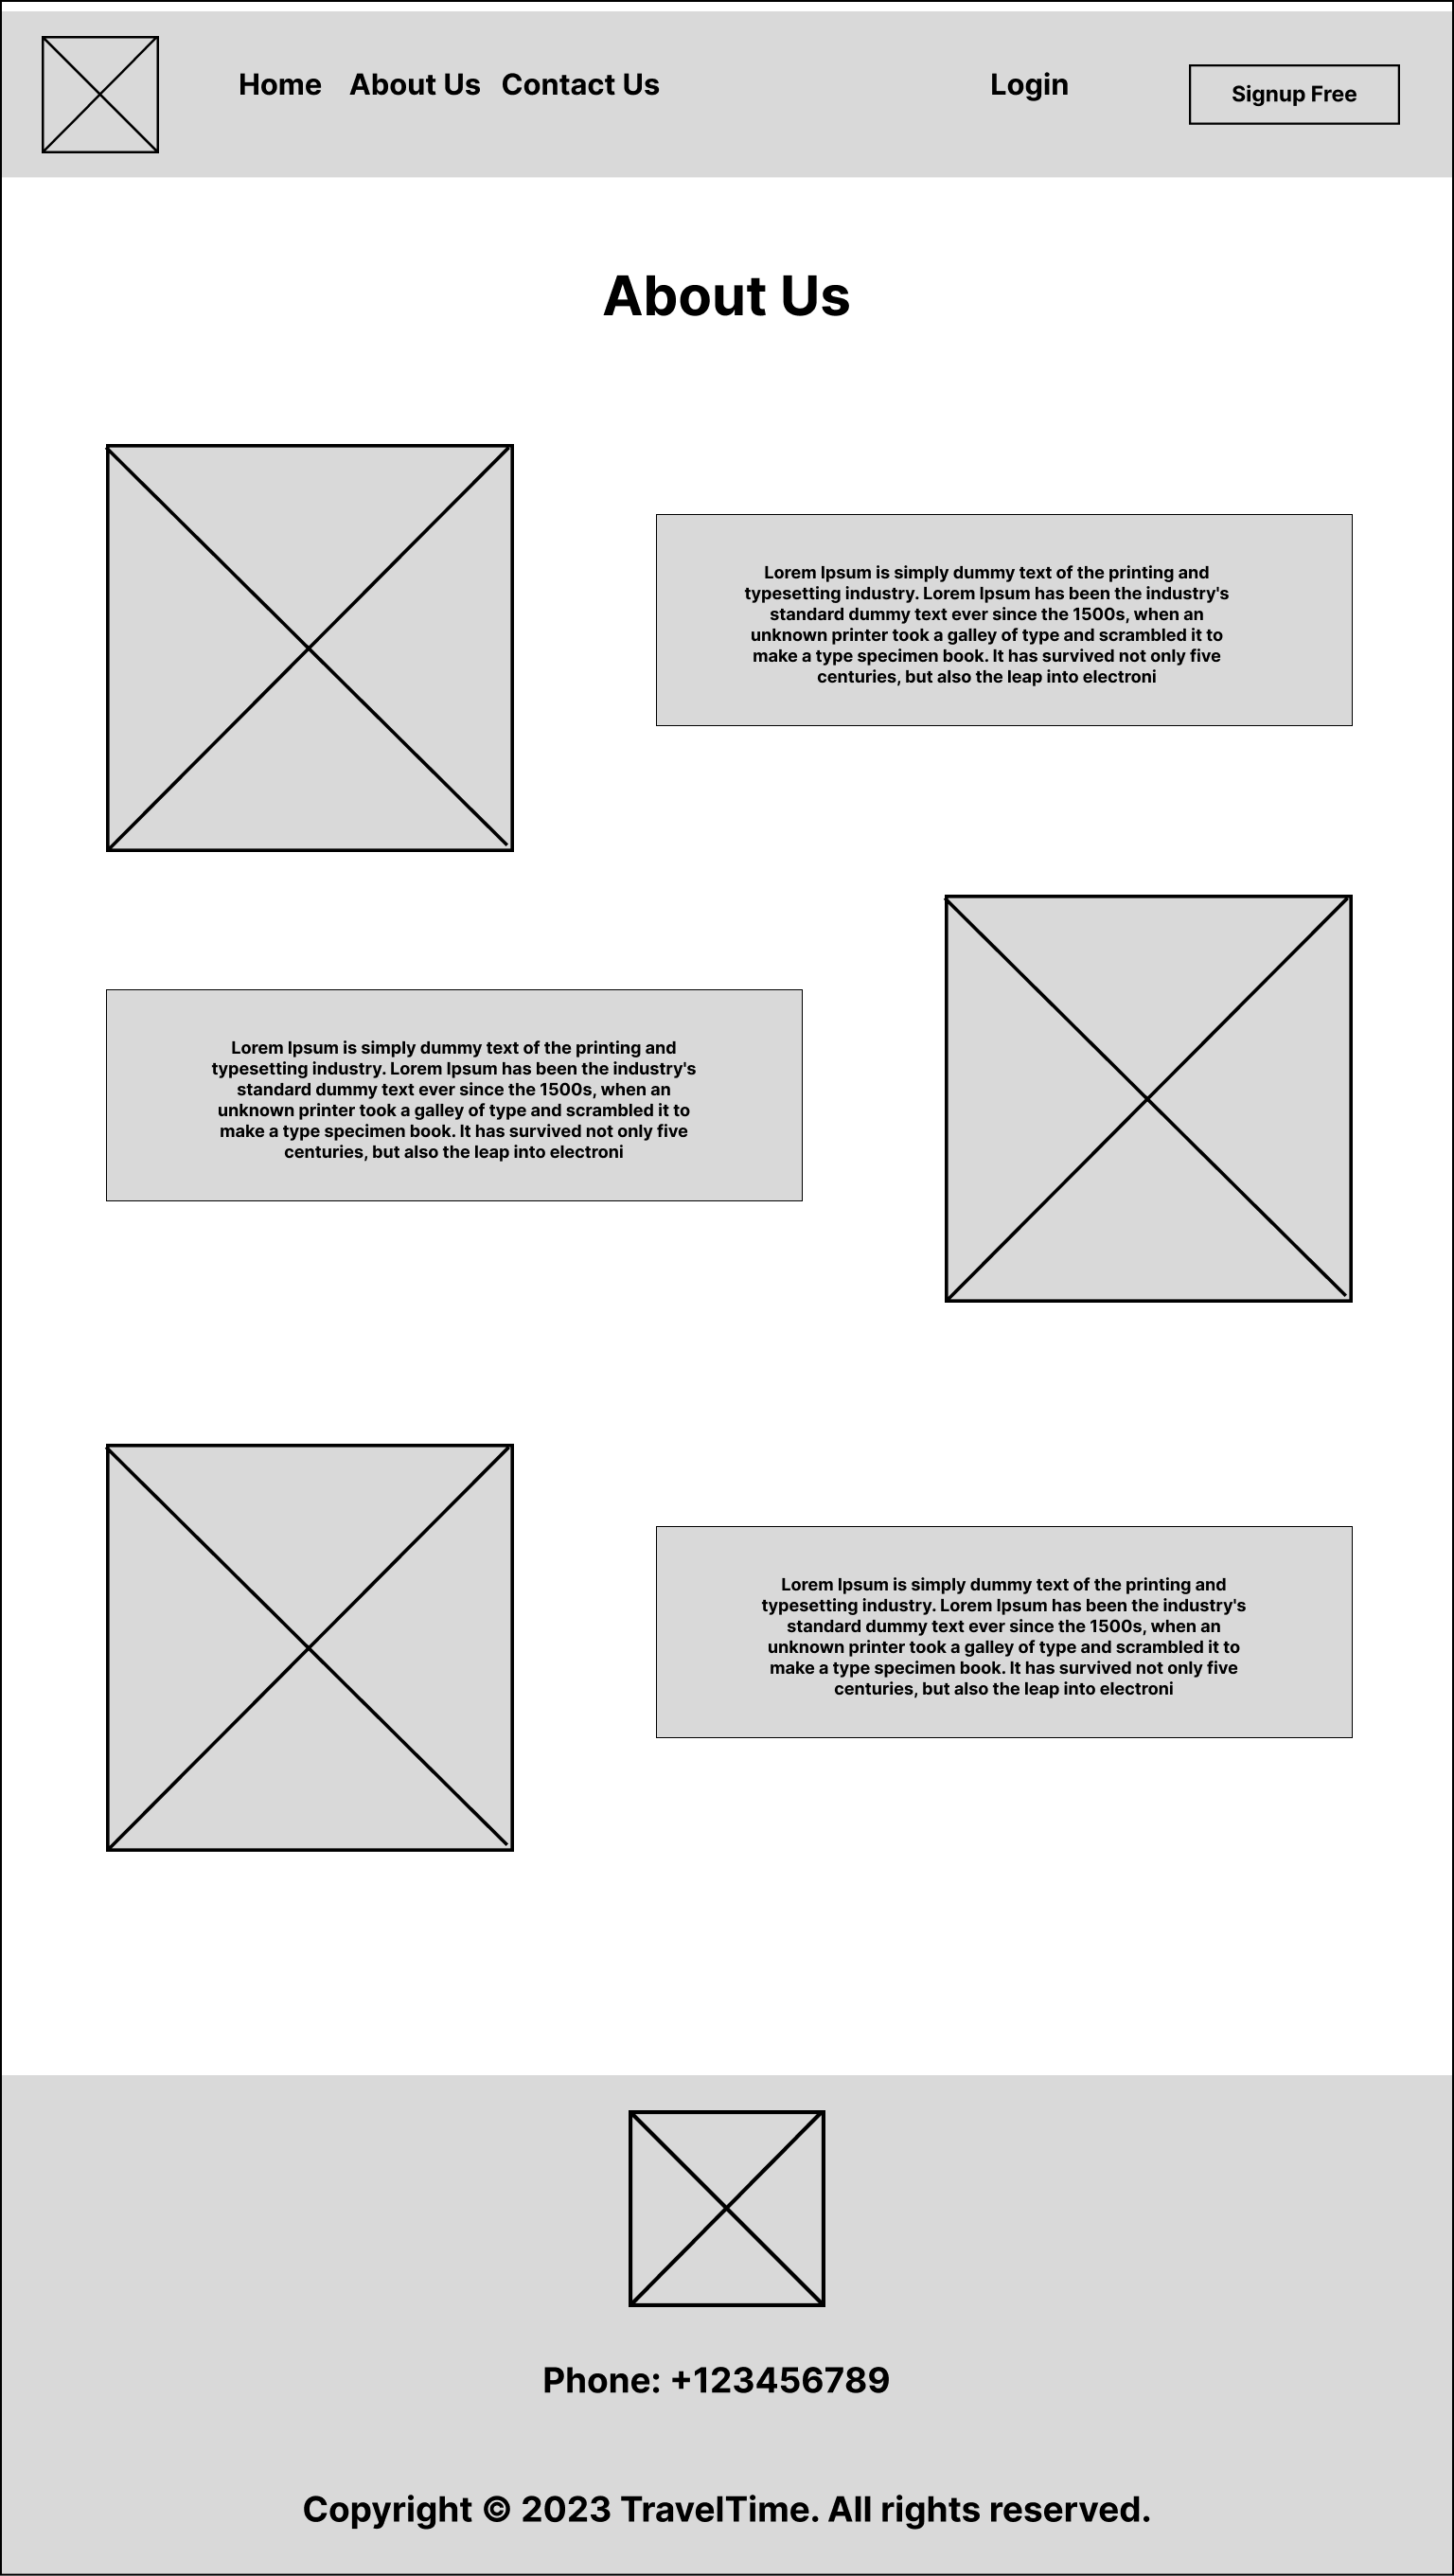 Home About Us Contact Us Login Signup Free
About Us
Lorem Ipsum is simply dummy text of the printing and
typesetting industry. Lorem Ipsum has been the industry's
standard dummy text ever since the 1500s, when an
unknown printer took a galley of type and scrambled it to
make a type specimen book. It has survived not only five
centuries, but also the leap into electroni
Lorem Ipsum is simply dummy text of the printing and
typesetting industry. Lorem Ipsum has been the industry's
standard dummy text ever since the 1500s, when an
unknown printer took a galley of type and scrambled it to
make a type specimen book. It has survived not only five
centuries, but also the leap into electroni
Lorem Ipsum is simply dummy text of the printing and
typesetting industry. Lorem Ipsum has been the industry's
standard dummy text ever since the 1500s, when an
unknown printer took a galley of type and scrambled it to
make a type specimen book. It has survived not only five
centuries, but also the leap into electroni
Phone: +123456789
Copyright © 2023 TravelTime. All rights reserved.